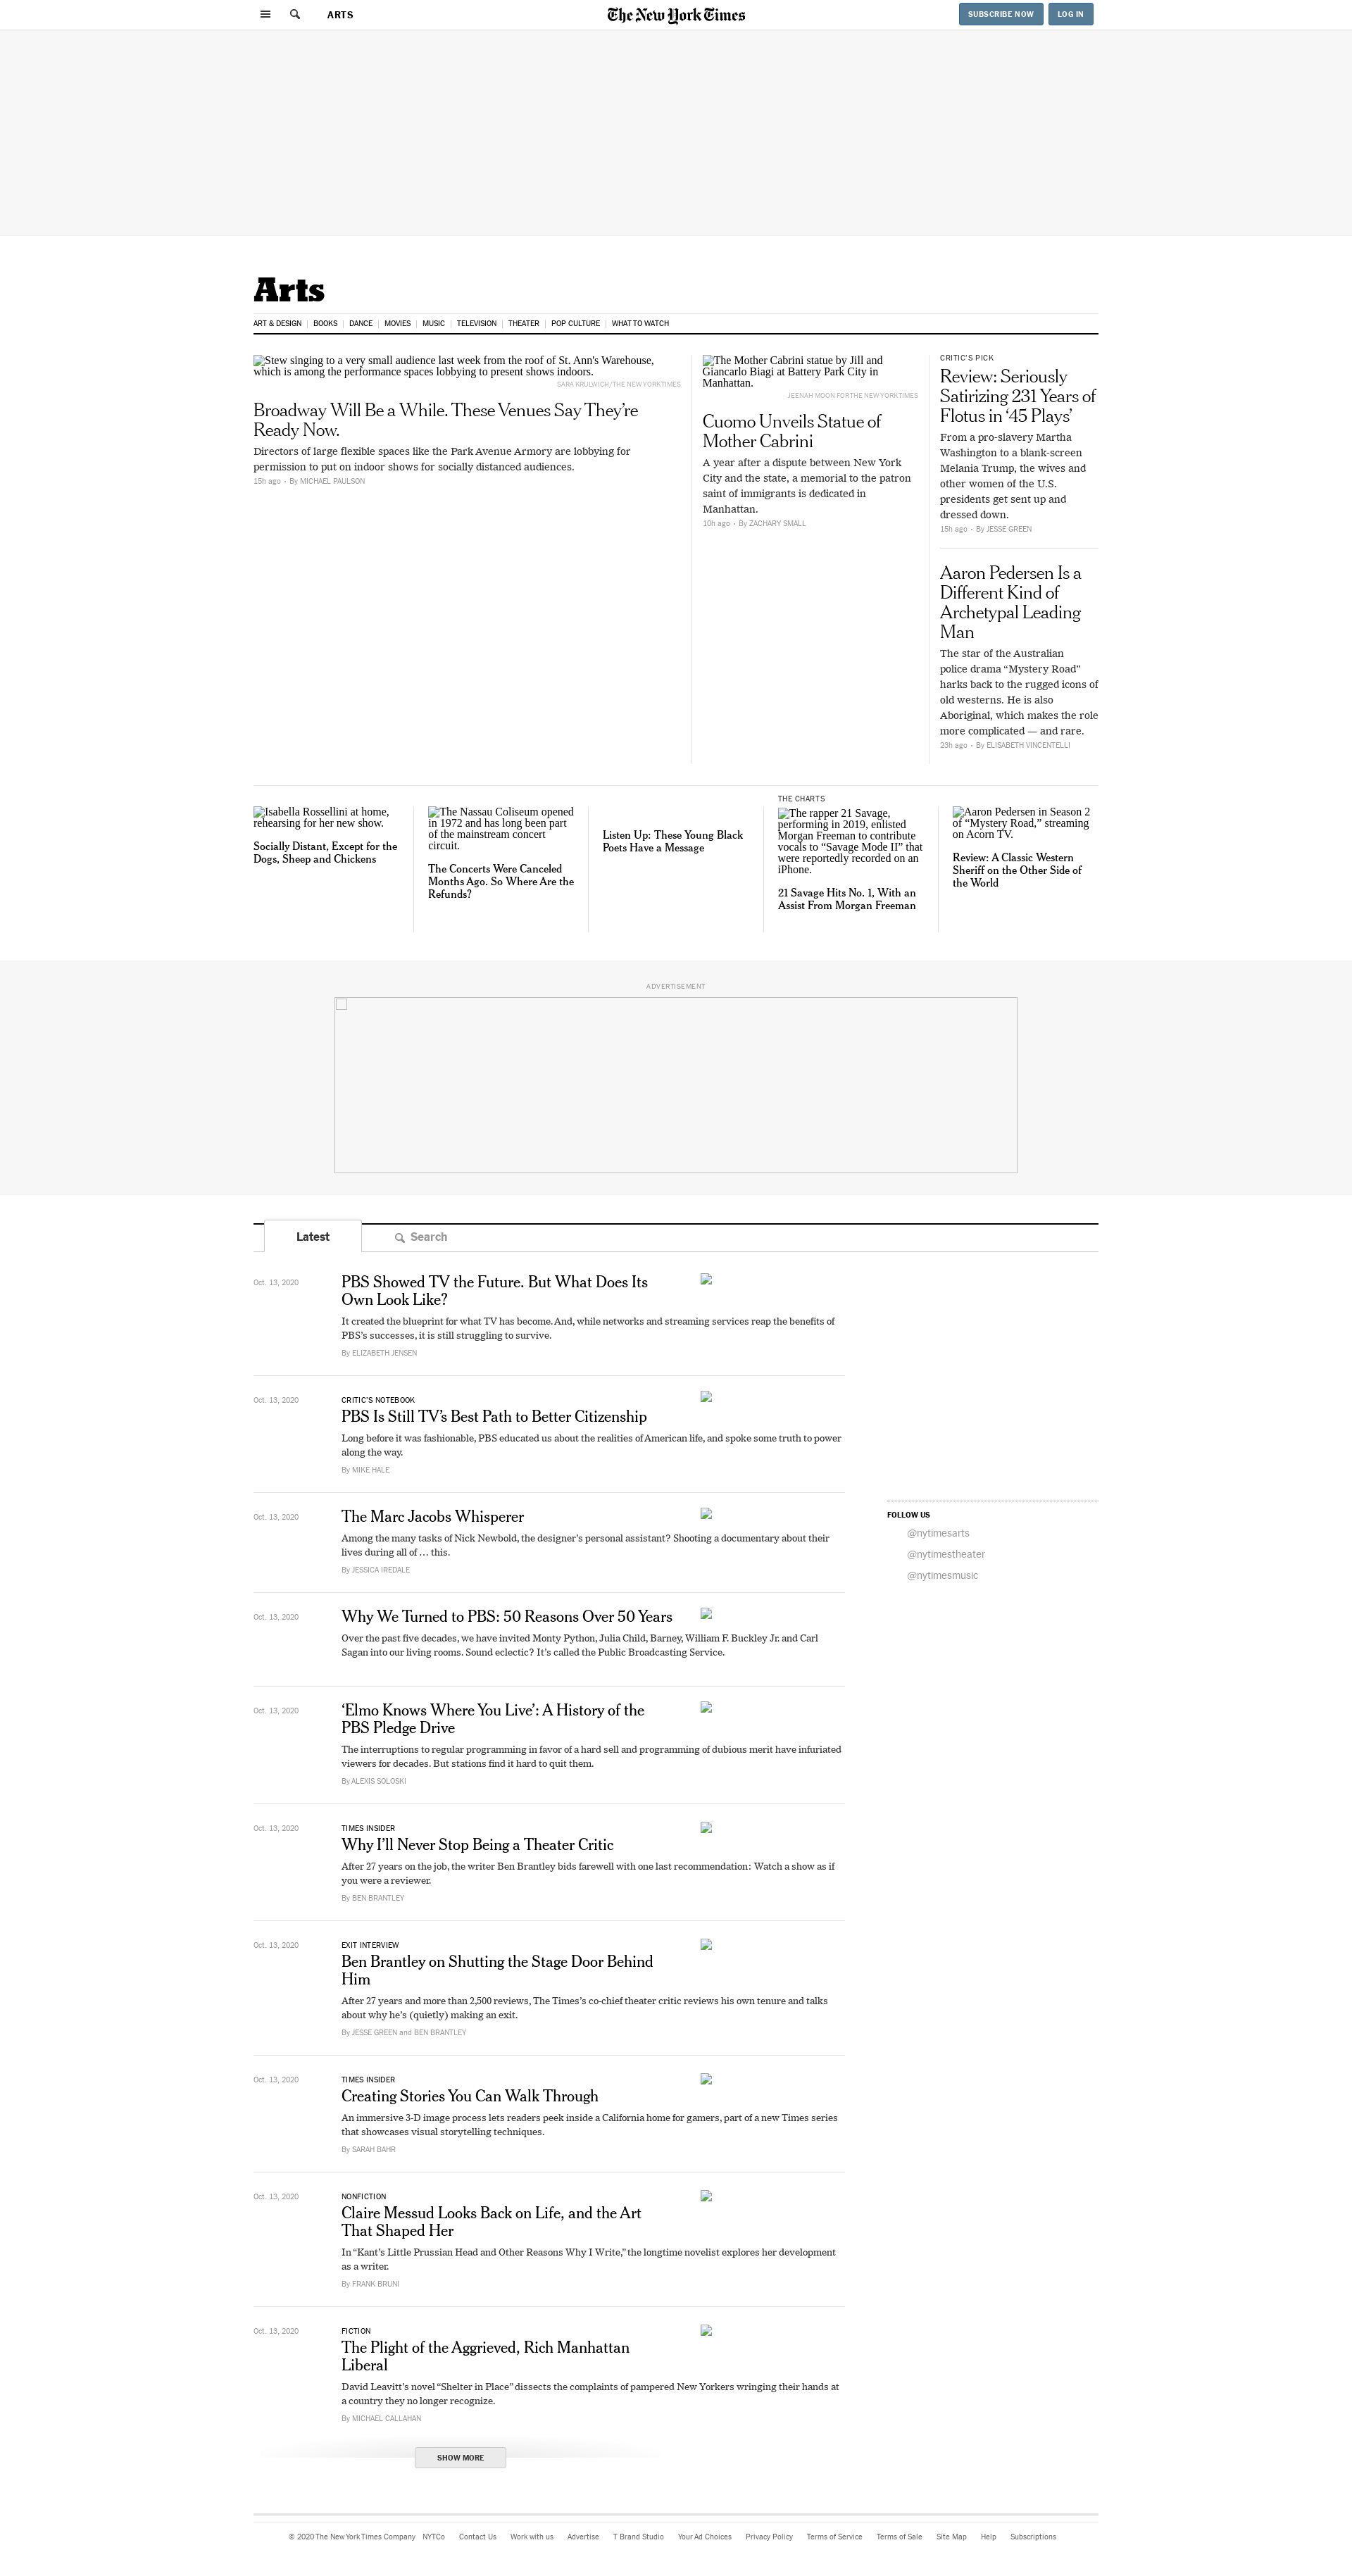 ARTS
The New York Times
SUBSCRIBE NOW
LOG IN
Arts
ART & DESIGN
BOOKS
DANCE
MOVIES
MUSIC
TELEVISION
THEATER
POP CULTURE
WHAT TO WATCH
Stew singing to a very small audience last week from the roof of St. Ann's Warehouse,
which is among the performance spaces lobbying to present shows indoors.
SARA KRULWICH/THE NEW YORK TIMES
Broadway Will Be a While. These Venues Say They’re
Ready Now.
Directors of large flexible spaces like the Park Avenue Armory are lobbying for
permission to put on indoor shows for socially distanced audiences.
15h ago - By MICHAEL PAULSON
The Mother Cabrini statue by Jill and
Giancarlo Biagi at Battery Park City in
Manhattan.
JEENAH MOON FOR THE NEW YORK TIMES
Cuomo Unveils Statue of
Mother Cabrini
A year after a dispute between New York
City and the state, a memorial to the patron
saint of immigrants is dedicated in
Manhattan.
10h ago - By ZACHARY SMALL
CRITIC’S PICK
Review: Seriously
Satirizing 231 Years of
Flotus in ‘45 Plays’
From a pro-slavery Martha
Washington to a blank-screen
Melania Trump, the wives and
other women of the U.S.
presidents get sent up and
dressed down.
15h ago - By JESSE GREEN
Aaron Pedersen Is a
Different Kind of
Archetypal Leading
Man
The star of the Australian
police drama “Mystery Road”
harks back to the rugged icons of
old westerns. He is also
Aboriginal, which makes the role
more complicated — and rare.
23h ago - By ELISABETH VINCENTELLI
Isabella Rossellini at home,
rehearsing for her new show.
Socially Distant, Except for the
Dogs, Sheep and Chickens
The Nassau Coliseum opened
in 1972 and has long been part
of the mainstream concert
circuit.
The Concerts Were Canceled
Months Ago. So Where Are the
Refunds?
Listen Up: These Young Black
Poets Have a Message
THE CHARTS
The rapper 21 Savage,
performing in 2019, enlisted
Morgan Freeman to contribute
vocals to “Savage Mode II” that
were reportedly recorded on an
iPhone.
21 Savage Hits No. 1, With an
Assist From Morgan Freeman
Aaron Pedersen in Season 2
of “Mystery Road,” streaming
on Acorn TV.
Review: A Classic Western
Sheriff on the Other Side of
the World
ADVERTISEMENT
Latest
Search
Oct. 13, 2020
PBS Showed TV the Future. But What Does Its
Own Look Like?
It created the blueprint for what TV has become. And, while networks and streaming services reap the benefits of
PBS’s successes, it is still struggling to survive.
By ELIZABETH JENSEN
Oct. 13, 2020
CRITIC’S NOTEBOOK
PBS Is Still TV’s Best Path to Better Citizenship
Long before it was fashionable, PBS educated us about the realities of American life, and spoke some truth to power
along the way.
By MIKE HALE
Oct. 13, 2020
The Marc Jacobs Whisperer
Among the many tasks of Nick Newbold, the designer’s personal assistant? Shooting a documentary about their
lives during all of … this.
By JESSICA IREDALE
FOLLOW US
@nytimesarts
@nytimestheater
@nytimesmusic
Oct. 13, 2020
Why We Turned to PBS: 50 Reasons Over 50 Years
Over the past five decades, we have invited Monty Python, Julia Child, Barney, William F. Buckley Jr. and Carl
Sagan into our living rooms. Sound eclectic? It’s called the Public Broadcasting Service.
Oct. 13, 2020
‘Elmo Knows Where You Live’: A History of the
PBS Pledge Drive
The interruptions to regular programming in favor of a hard sell and programming of dubious merit have infuriated
viewers for decades. But stations find it hard to quit them.
By ALEXIS SOLOSKI
Oct. 13, 2020
TIMES INSIDER
Why I’ll Never Stop Being a Theater Critic
After 27 years on the job, the writer Ben Brantley bids farewell with one last recommendation: Watch a show as if
you were a reviewer.
By BEN BRANTLEY
Oct. 13, 2020
EXIT INTERVIEW
Ben Brantley on Shutting the Stage Door Behind
Him
After 27 years and more than 2,500 reviews, The Times’s co-chief theater critic reviews his own tenure and talks
about why he’s (quietly) making an exit.
By JESSE GREEN and BEN BRANTLEY
Oct. 13, 2020
TIMES INSIDER
Creating Stories You Can Walk Through
An immersive 3-D image process lets readers peek inside a California home for gamers, part of a new Times series
that showcases visual storytelling techniques.
By SARAH BAHR
Oct. 13, 2020
NONFICTION
Claire Messud Looks Back on Life, and the Art
That Shaped Her
In “Kant’s Little Prussian Head and Other Reasons Why I Write,” the longtime novelist explores her development
as a writer.
By FRANK BRUNI
Oct. 13, 2020
FICTION
The Plight of the Aggrieved, Rich Manhattan
Liberal
David Leavitt’s novel “Shelter in Place” dissects the complaints of pampered New Yorkers wringing their hands at
a country they no longer recognize.
By MICHAEL CALLAHAN
SHOW MORE
© 2020 The New York Times Company NYTCo Contact Us Work with us Advertise T Brand Studio Your Ad Choices Privacy Policy Terms of Service Terms of Sale Site Map Help Subscriptions